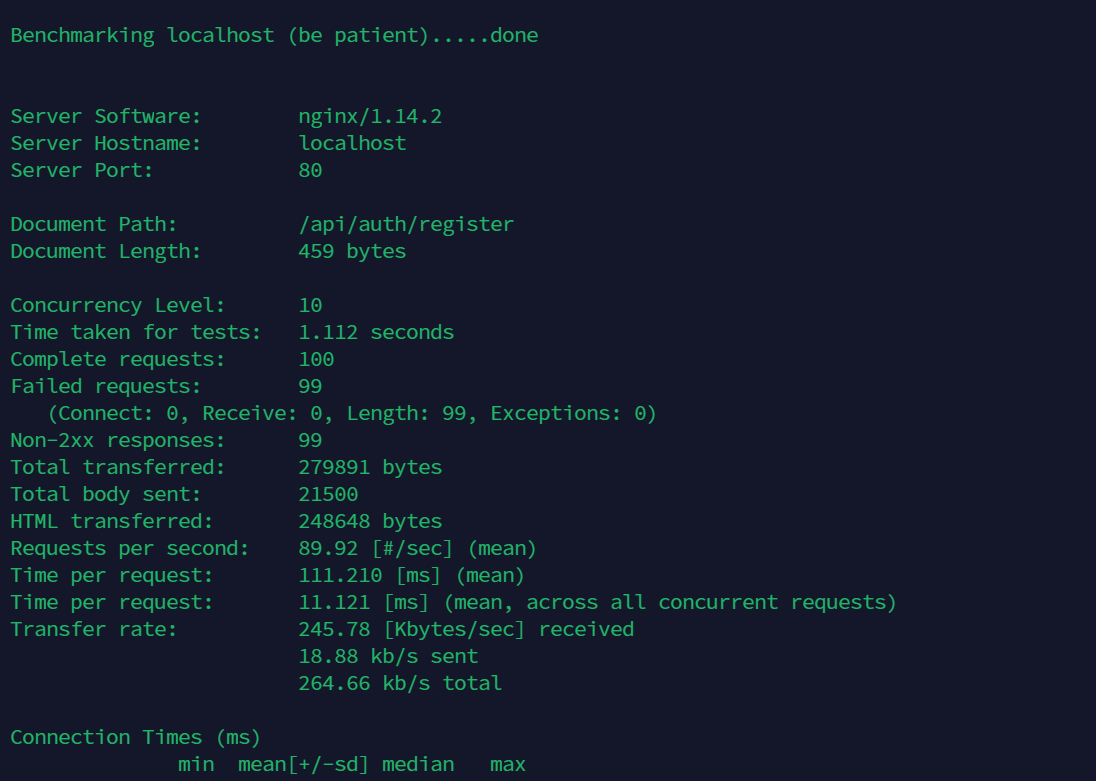 Benchmarking localhost (be patient).....done
Server Software: nginx/1.14.2
Server Hostname: localhost
Server Port: 80
Document Path: /api/auth/register
Document Length: 459 bytes
Concurrency Level: 10
Time taken for tests: 1.112 seconds
Complete requests: 100
Failed requests: 99
(Connect: 0, Receive: 0, Length: 99, Exceptions: 0)
Non-2xx responses: 99
Total transferred: 279891 bytes
Total body sent: 21500
HTML transferred: 248648 bytes
Requests per second: 89.92 [#/sec] (mean)
Time per request: 111.210 [ms] (mean)
Time per request: 11.121 [ms] (mean, across all concurrent requests)
Transfer rate: 245.78 [Kbytes/sec] received
18.88 kb/s sent
264.66 kb/s total
Connection Times (ms)
min mean[+/-sd] median max